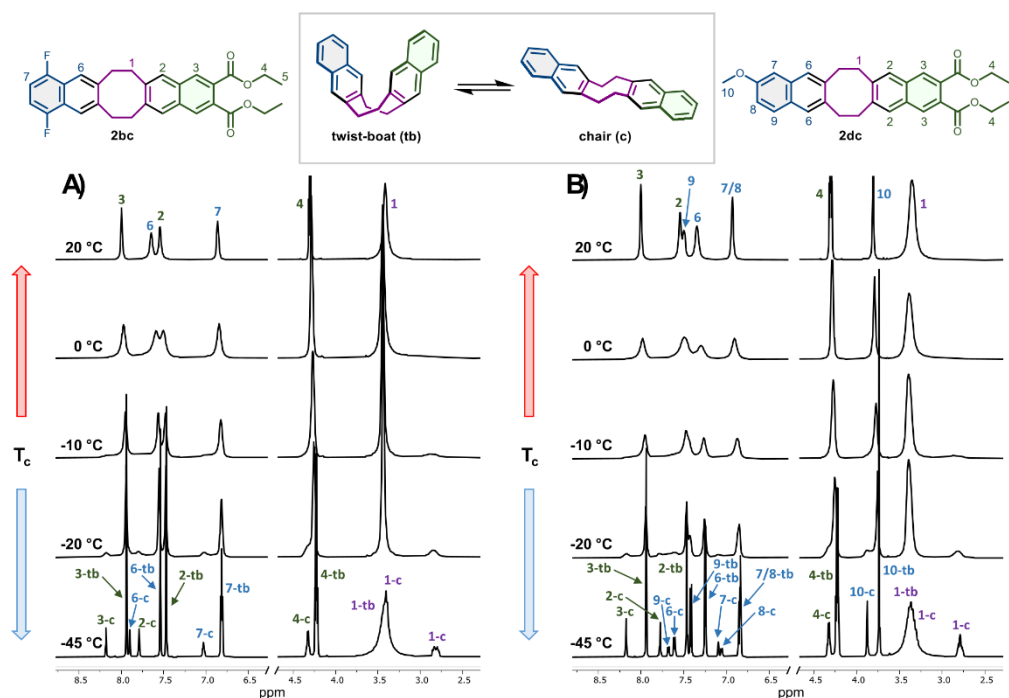 F
7
6
1
2
3
O
O
4
5
O
O
F
2bc
twist-boat (tb)
chair (c)
O
10
7
6
1
2
3
O
O
4
8
9
6
2
3
O
O
4
2dc
A)
3
6
2
7
4
1
20 °C
0 °C
-10 °C
Tc
-20 °C
3-tb
6-tb
6-c
2-tb
2-c
3-c
7-tb
7-c
4-tb
4-c
1-c
1-tb
1-c
-45 °C
8.0 7.5 7.0 6.5 4.5 4.0 3.5 3.0 2.5
ppm
B)
3
2
9
6
7/8
4
10
1
20 °C
0 °C
-10 °C
Tc
-20 °C
3-tb
2-tb
9-tb
6-tb
7/8-tb
2-c
3-c
9-c
6-c
7-c
8-c
4-tb
10-tb
4-c
10-c
1-tb
1-c
1-c
-45 °C
8.0 7.5 7.0 6.5 4.5 4.0 3.5 3.0 2.5
ppm